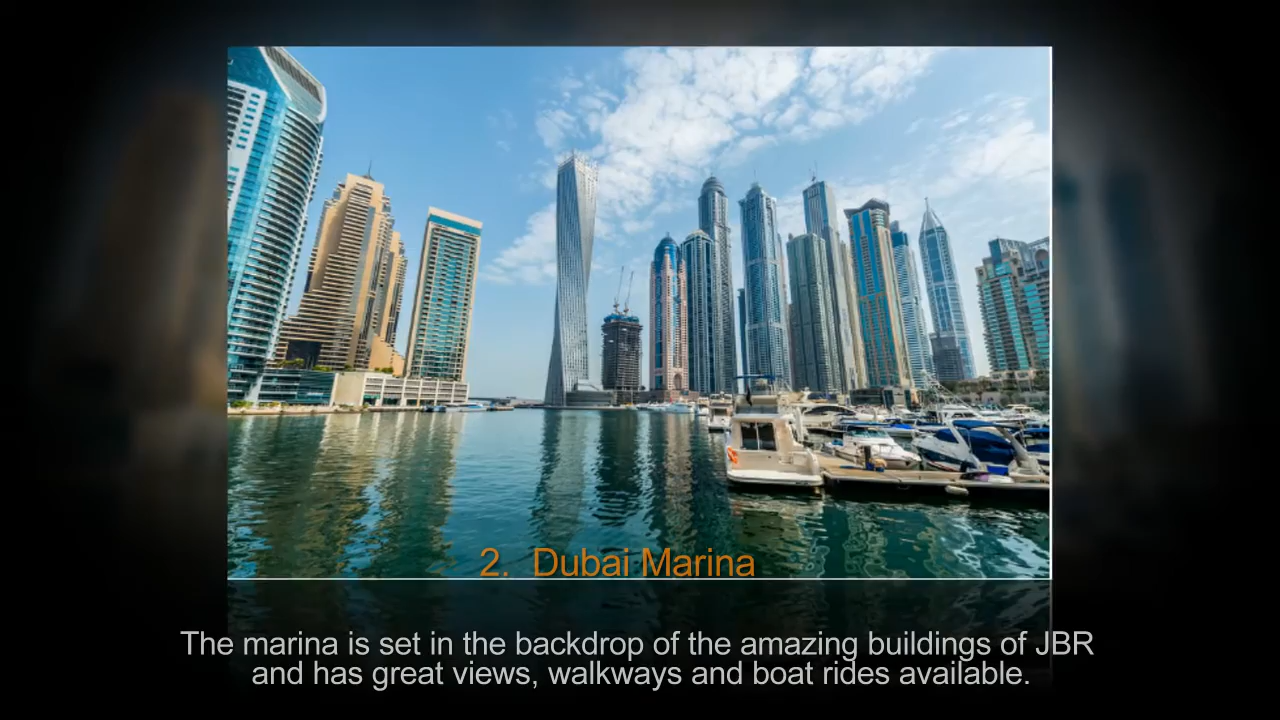 2. Dubai Marina
The marina is set in the backdrop of the amazing buildings of JBR
and has great views, walkways and boat rides available.